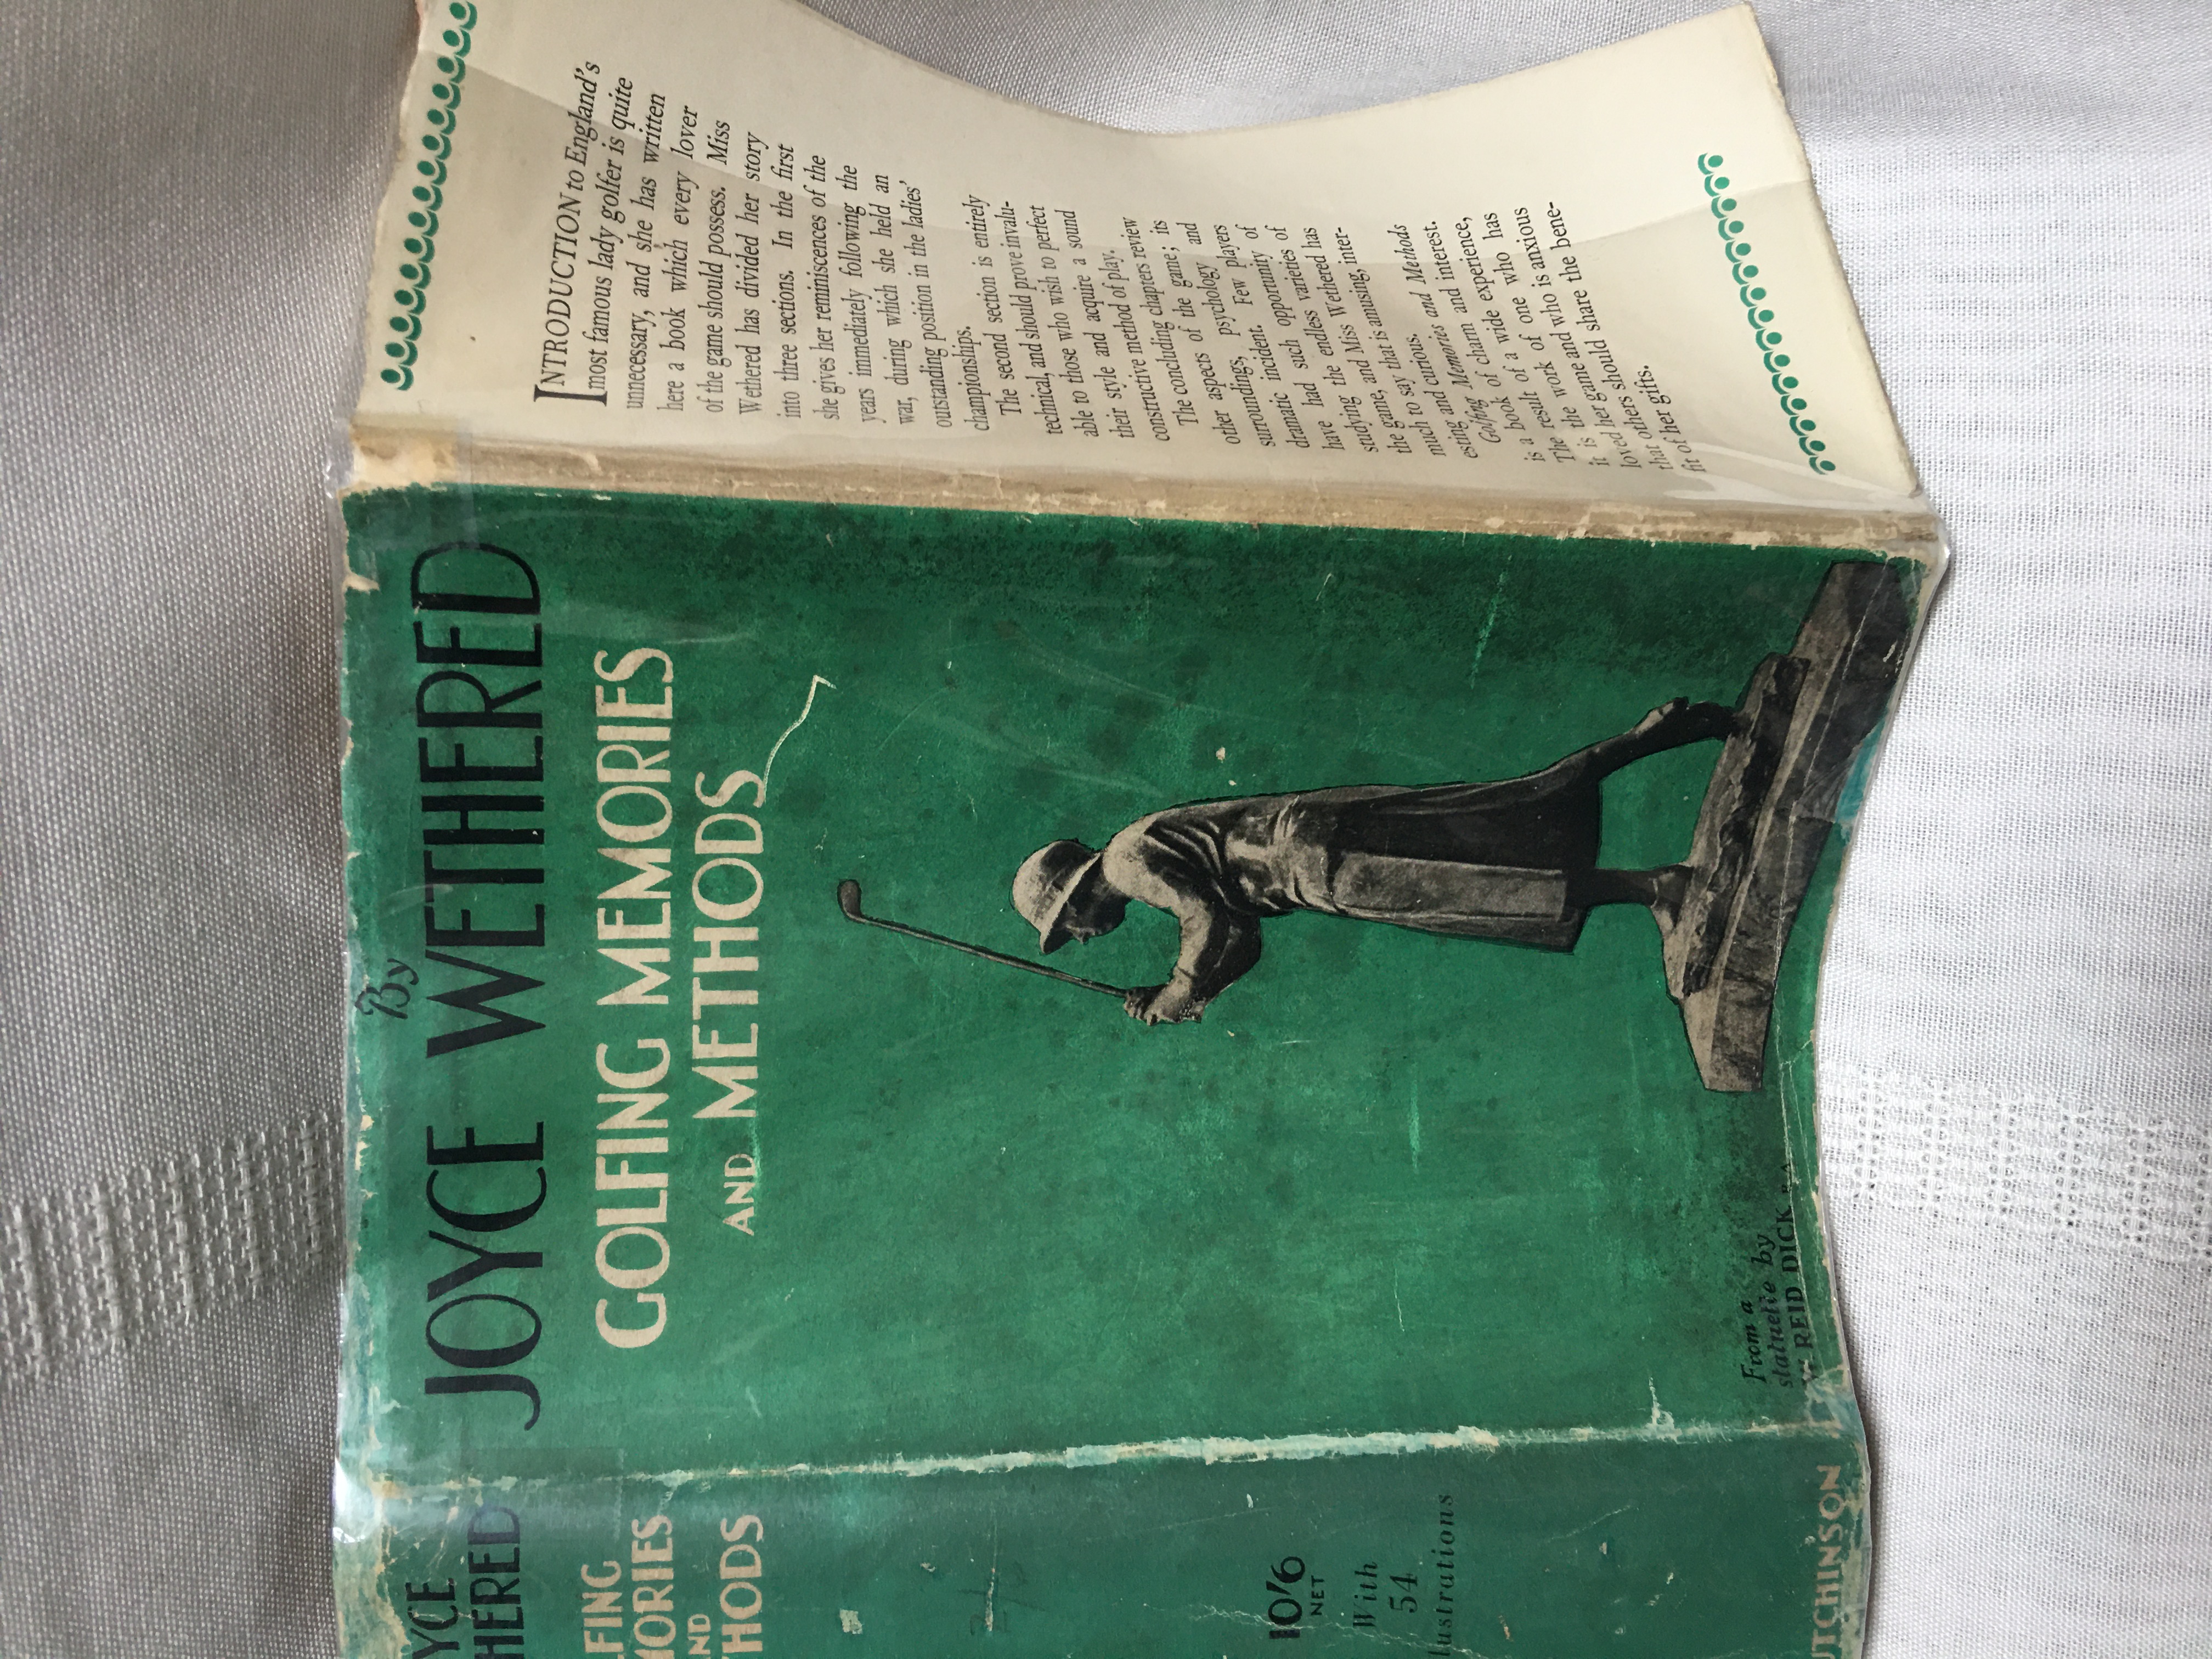 YCE
HERED
LFING
MORIES
ND
THODS
10/6
NET
With
54
lustrations
UTCHINSON
By
JOYCE WETHERED
GOLFING MEMORIES
AND METHODS
From a
statuette by
W. REID DICK
INTRODUCTION to England's
most famous lady golfer is quite
unnecessary, and she has written
here a book which every lover
of the game should possess. Miss
Wethered has divided her story
into three sections. In the first
she gives her reminiscences of the
years immediately following the
war, during which she held an
outstanding position in the ladies'
championships.
The second section is entirely
technical, and should prove invalu-
able to those who wish to perfect
their style and acquire a sound
constructive method of play.
The concluding chapters review
other aspects of the game; its
surroundings, psychology and
dramatic incident. Few players
have had such opportunity of
studying the endless varieties of
the game, and Miss Wethered has
much to say that is amusing, inter-
esting and curious.
Golfing Memories and Methods
is a book of charm and interest.
The result of a wide experience,
it is the work of one who has
loved her game and who is anxious
that others should share the bene-
fit of her gifts.